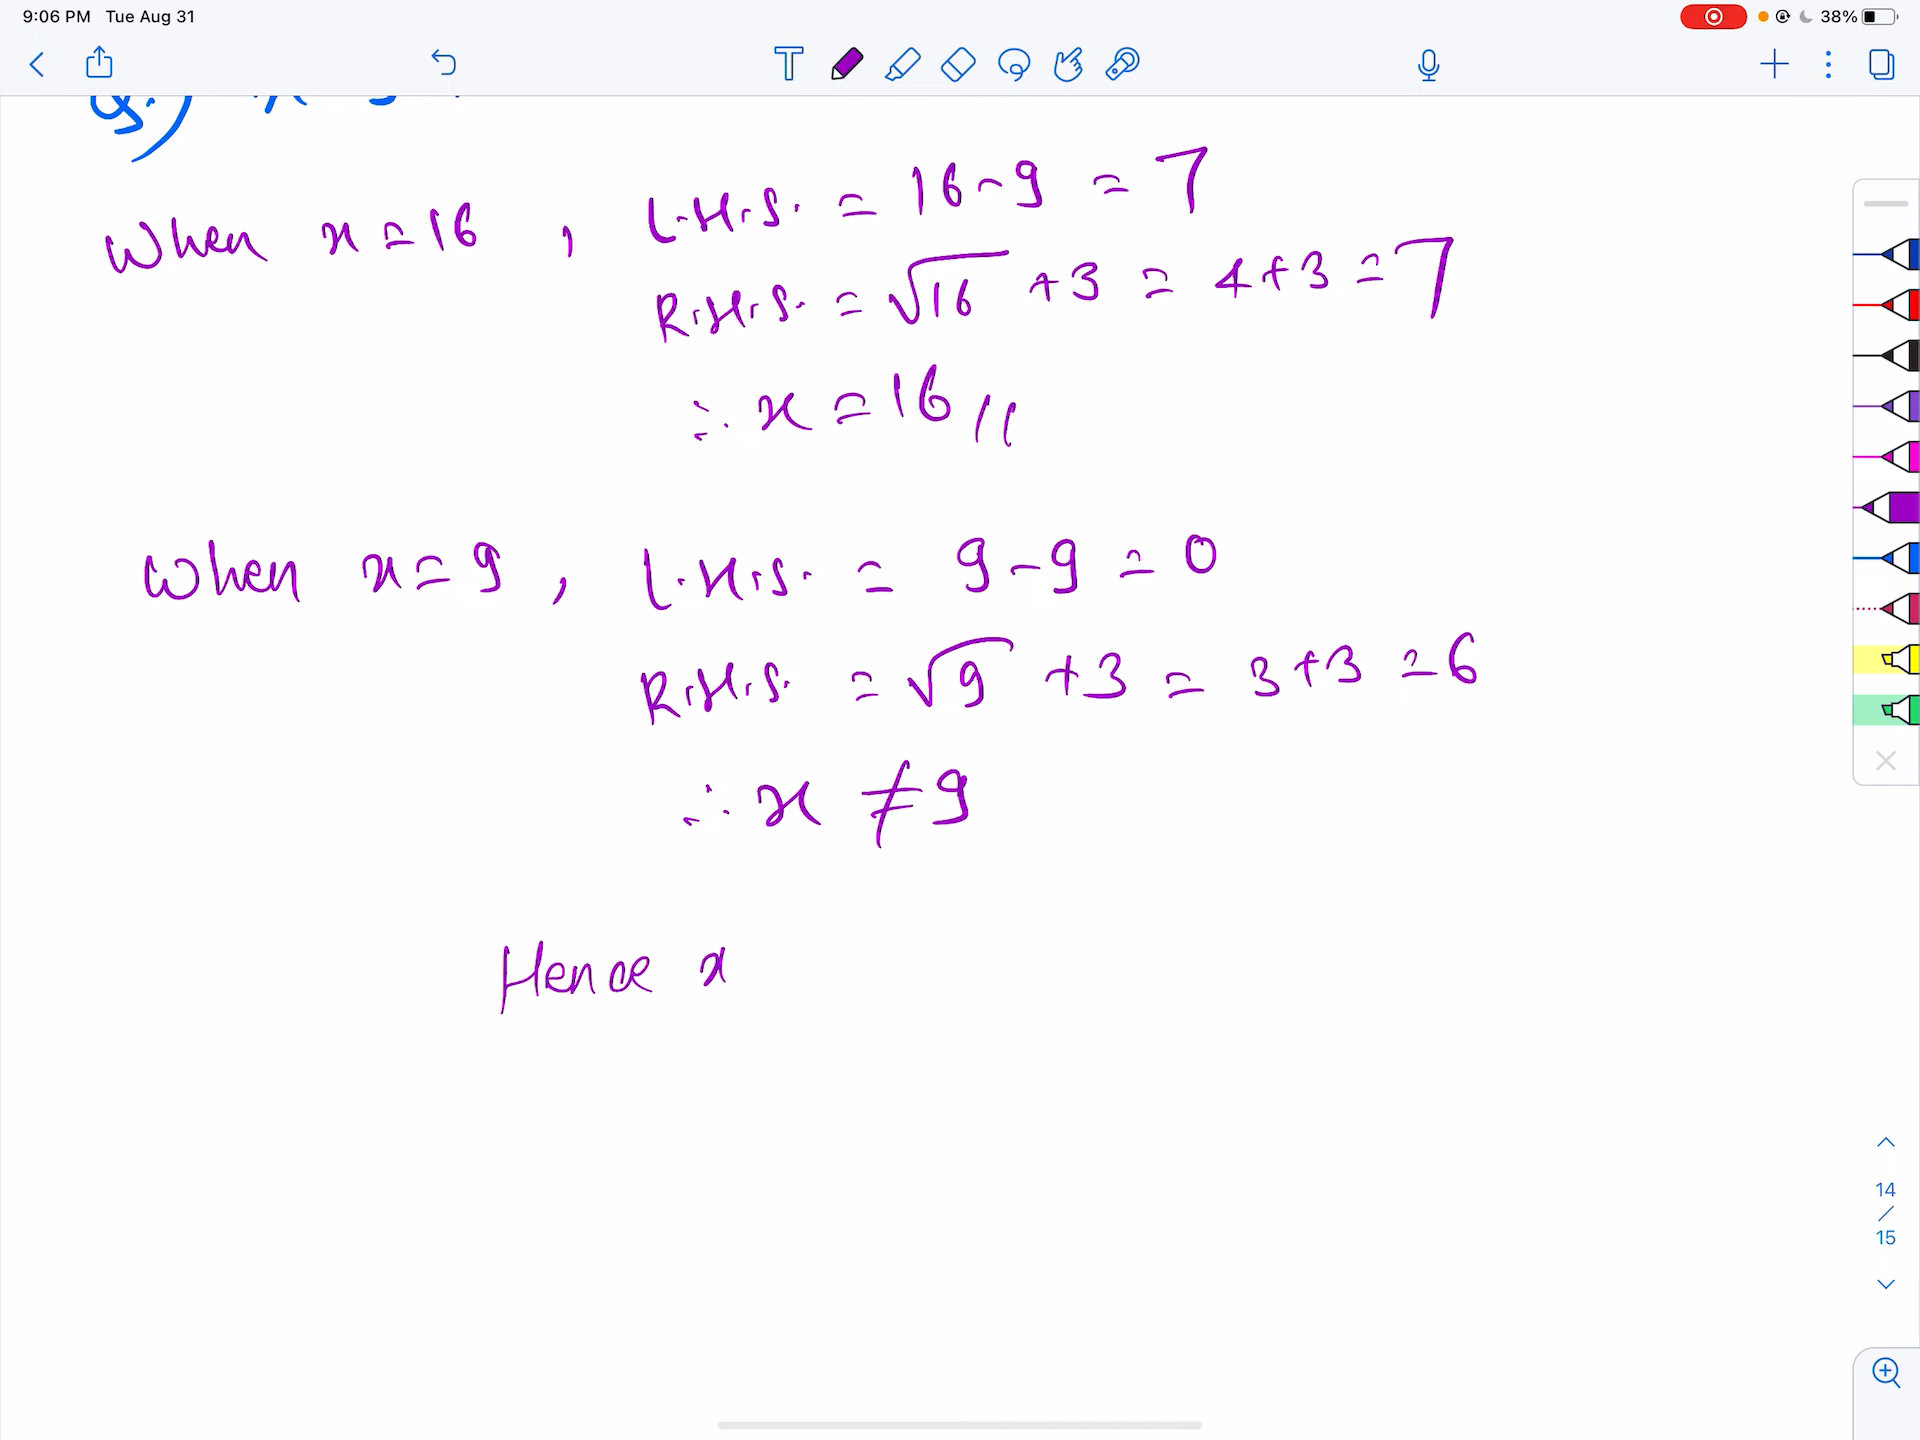 9:06 PM Tue Aug 31
38%
When x = 16 , L.H.S. = 16 - 9 = 7
R.H.S. = √16 + 3 = 4 + 3 = 7
∴ x = 16 //
When x = 9 , L.H.S. = 9 - 9 = 0
R.H.S. = √9 + 3 = 3 + 3 = 6
∴ x ≠ 9
Hence x
14
/
15